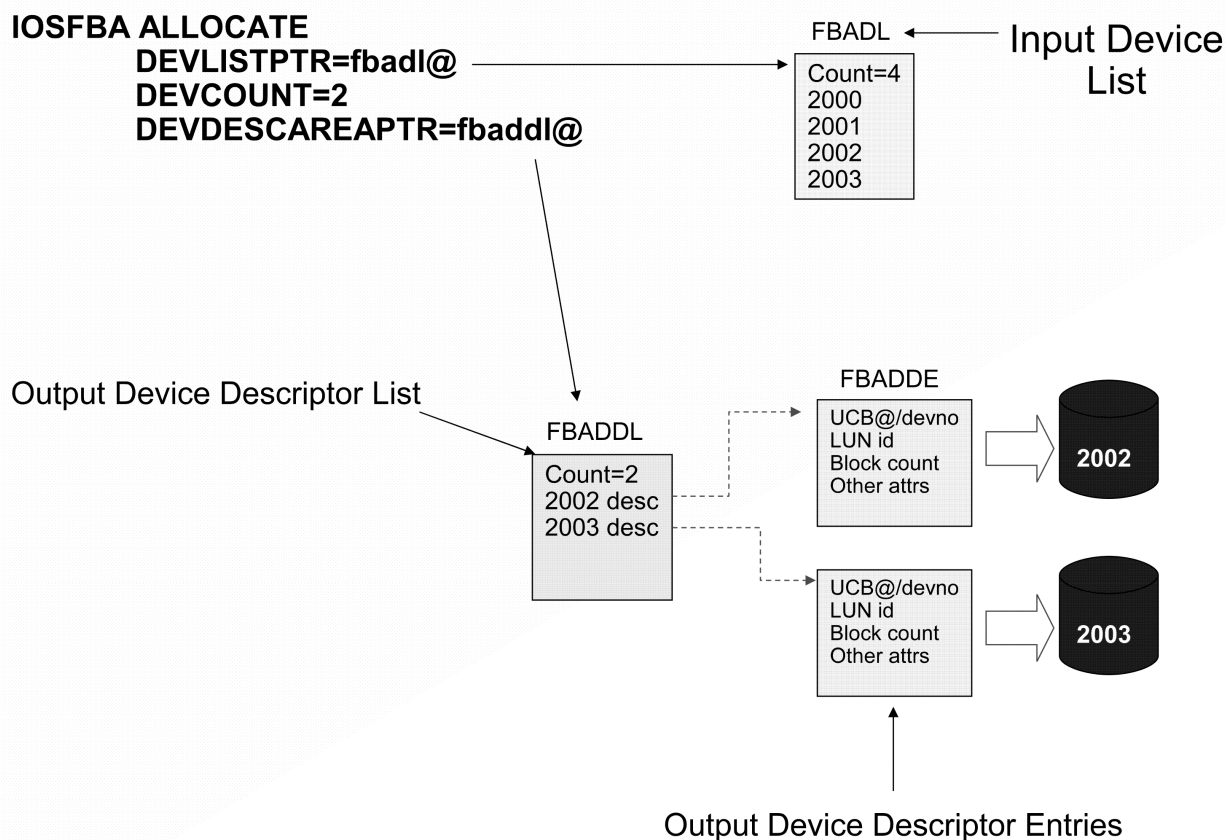 IOSFBA ALLOCATE
DEVLISTPTR=fbadl@
DEVCOUNT=2
DEVDESCAREAPTR=fbaddl@
FBADL
Input Device
List
Count=4
2000
2001
2002
2003
Output Device Descriptor List
FBADDL
Count=2
2002 desc
2003 desc
FBADDE
UCB@/devno
LUN id
Block count
Other attrs
2002
UCB@/devno
LUN id
Block count
Other attrs
2003
Output Device Descriptor Entries